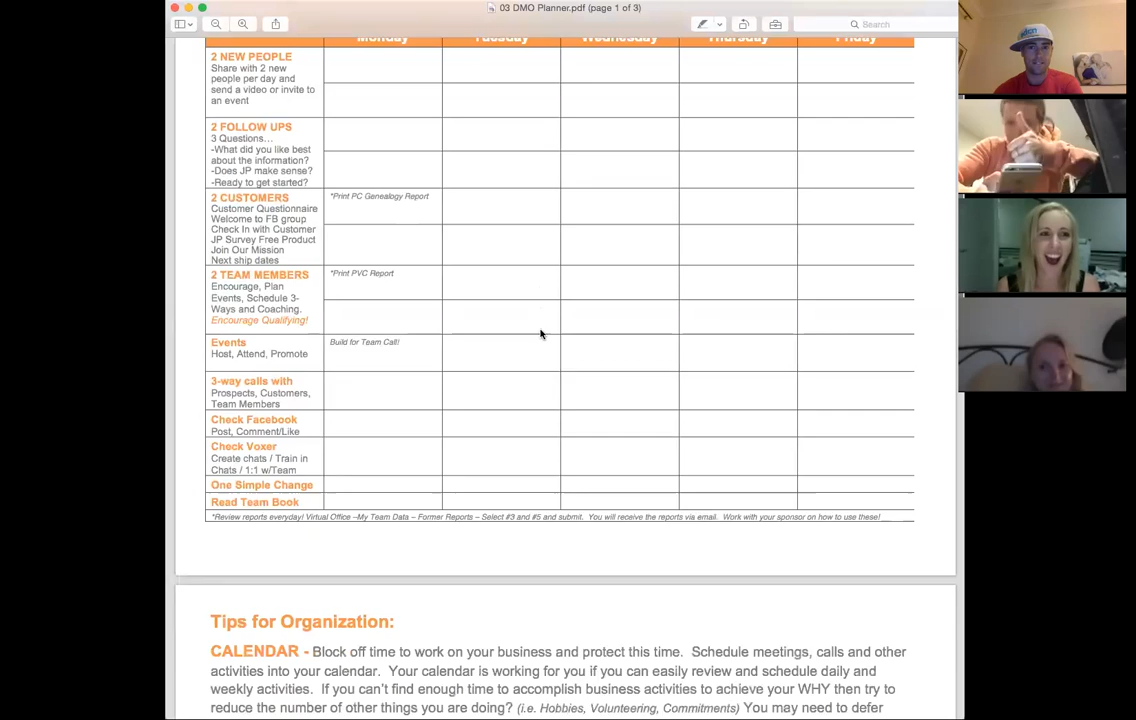 03 DMO Planner.pdf (page 1 of 3)
Search
Monday Tuesday Wednesday Thursday Friday
2 NEW PEOPLE
Share with 2 new
people per day and
send a video or invite to
an event
2 FOLLOW UPS
3 Questions…
-What did you like best
about the information?
-Does JP make sense?
-Ready to get started?
2 CUSTOMERS
*Print PC Genealogy Report
Customer Questionnaire
Welcome to FB group
Check In with Customer
JP Survey Free Product
Join Our Mission
Next ship dates
2 TEAM MEMBERS
*Print PVC Report
Encourage, Plan
Events, Schedule 3-
Ways and Coaching.
Encourage Qualifying!
Events
Build for Team Call!
Host, Attend, Promote
3-way calls with
Prospects, Customers,
Team Members
Check Facebook
Post, Comment/Like
Check Voxer
Create chats / Train in
Chats / 1:1 w/Team
One Simple Change
Read Team Book
*Review reports everyday! Virtual Office –My Team Data – Former Reports – Select #3 and #5 and submit. You will receive the reports via email. Work with your sponsor on how to use these!
Tips for Organization:
CALENDAR - Block off time to work on your business and protect this time. Schedule meetings, calls and other
activities into your calendar. Your calendar is working for you if you can easily review and schedule daily and
weekly activities. If you can't find enough time to accomplish business activities to achieve your WHY then try to
reduce the number of other things you are doing? (i.e. Hobbies, Volunteering, Commitments) You may need to defer